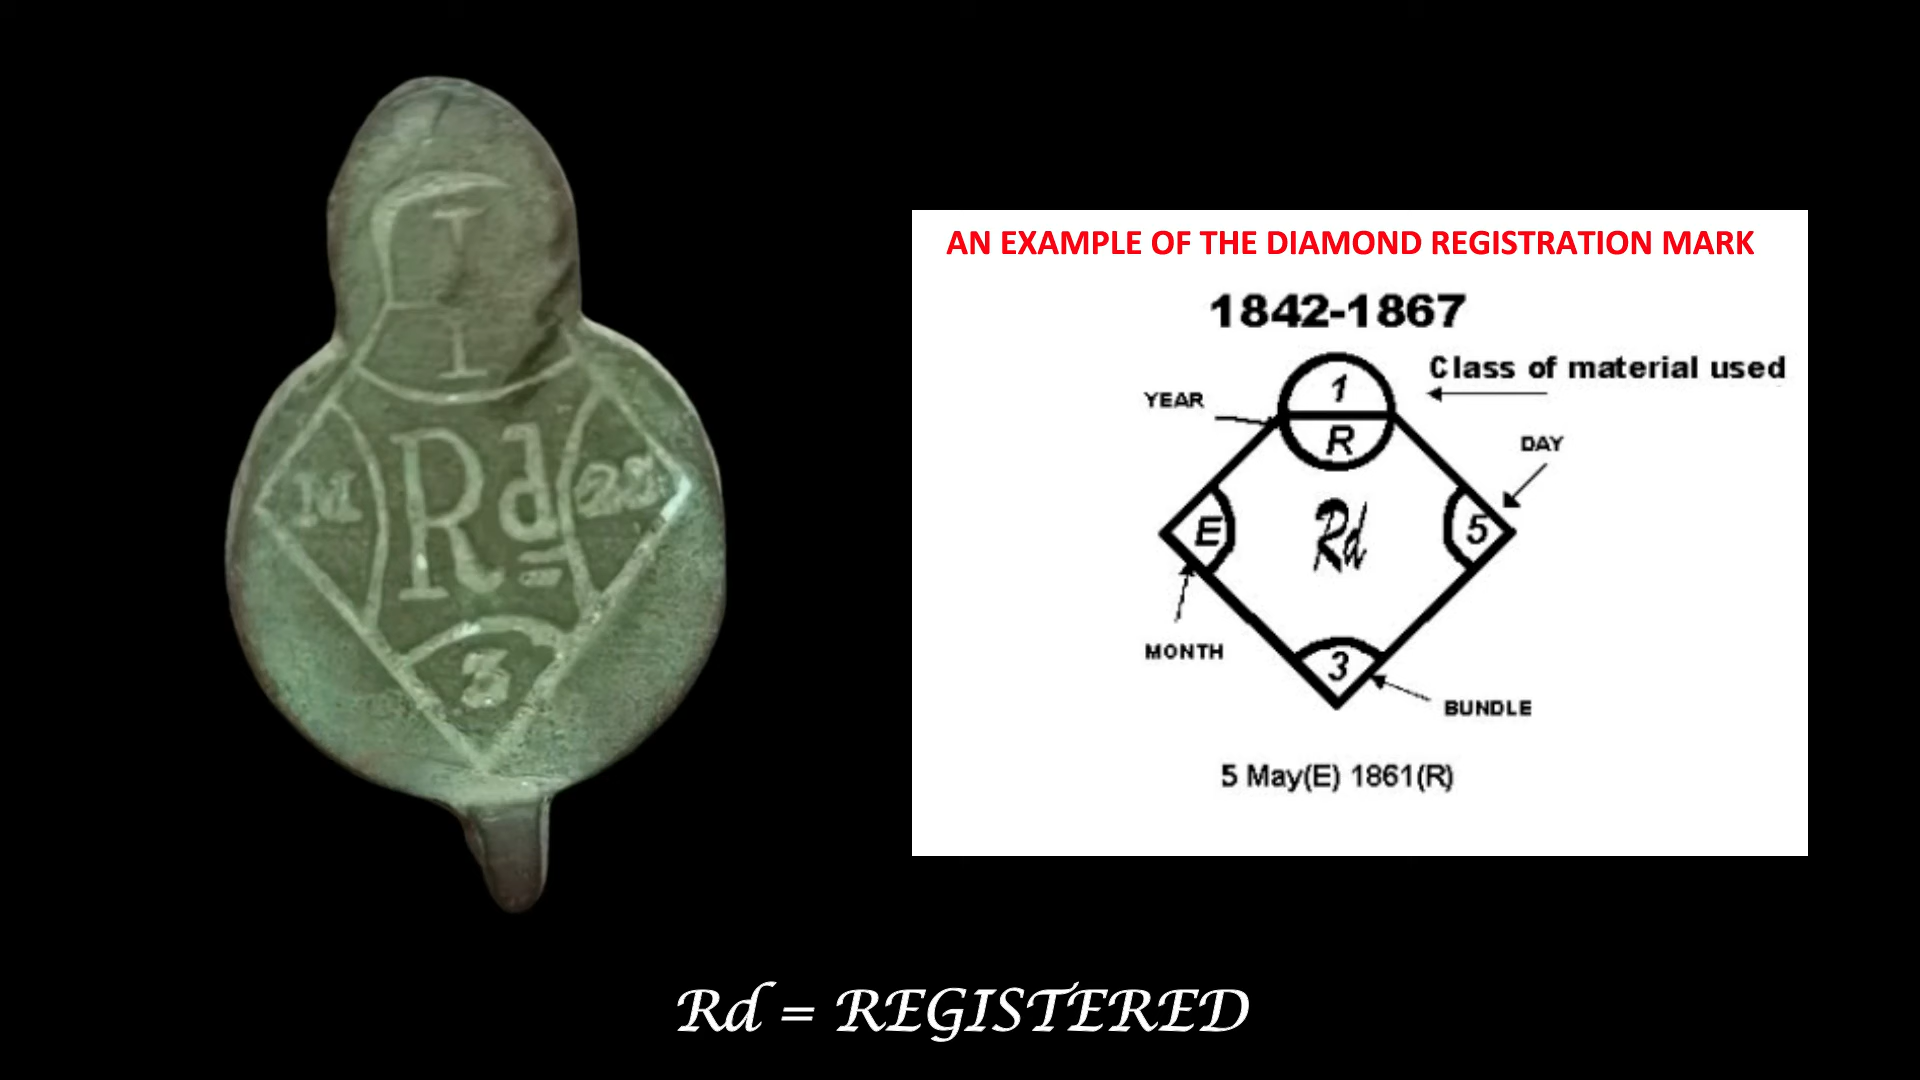 I
I
Rd
M
3
AN EXAMPLE OF THE DIAMOND REGISTRATION MARK
1842-1867
Class of material used
1
YEAR
R
DAY
Rd
E
5
MONTH
3
BUNDLE
5 May(E) 1861(R)
Rd = REGISTERED